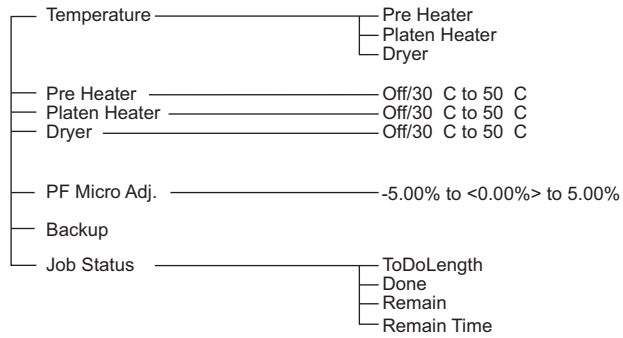 Temperature Pre Heater
Platen Heater
Dryer
Pre Heater Off/30 C to 50 C
Platen Heater Off/30 C to 50 C
Dryer Off/30 C to 50 C
PF Micro Adj. -5.00% to <0.00%> to 5.00%
Backup
Job Status ToDoLength
Done
Remain
Remain Time